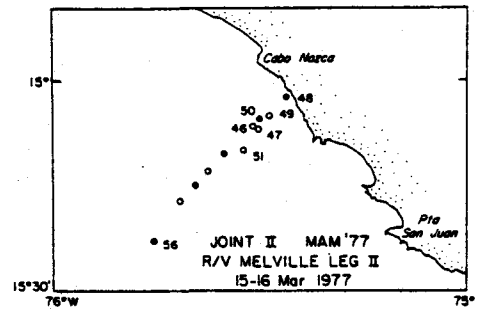 Cabo Nazca
15°
48
50
49
46
47
51
Pta
San Juan
56
JOINT II MAM '77
R/V MELVILLE LEG II
15-16 Mar 1977
15°30'
76°W
75°